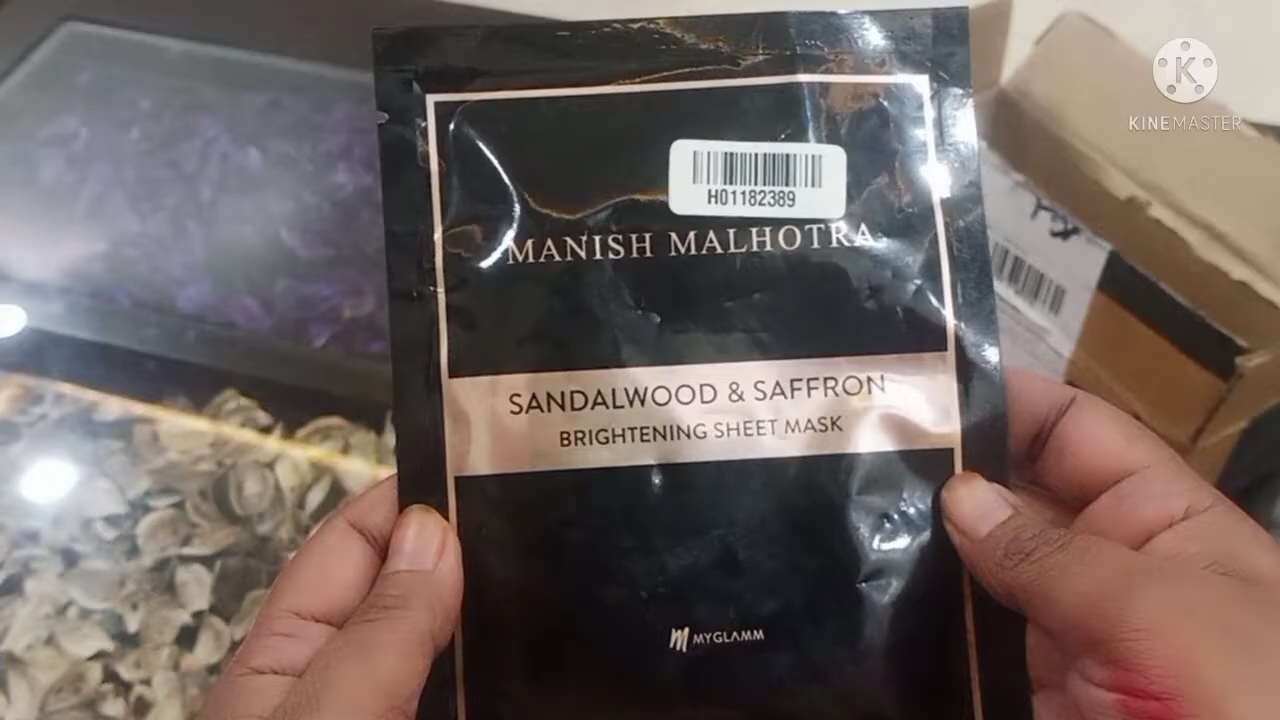 K
KINEMASTER
H01182389
MANISH MALHOTRA
SANDALWOOD & SAFFRON
BRIGHTENING SHEET MASK
MYGLAMM